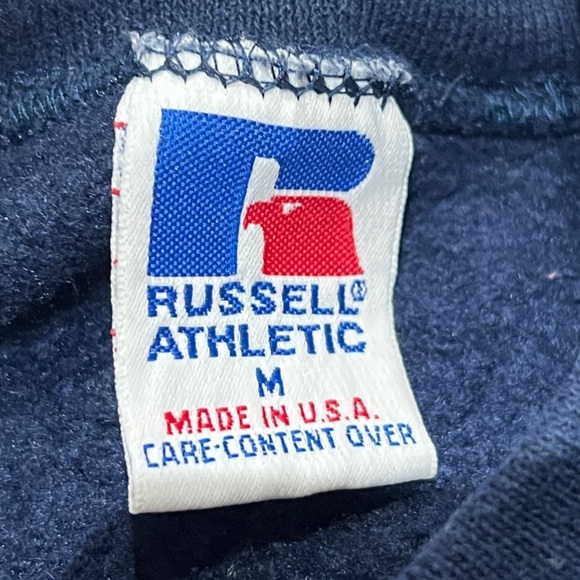 RUSSELL®
ATHLETIC
M
MADE IN U.S.A.
CARE-CONTENT OVER